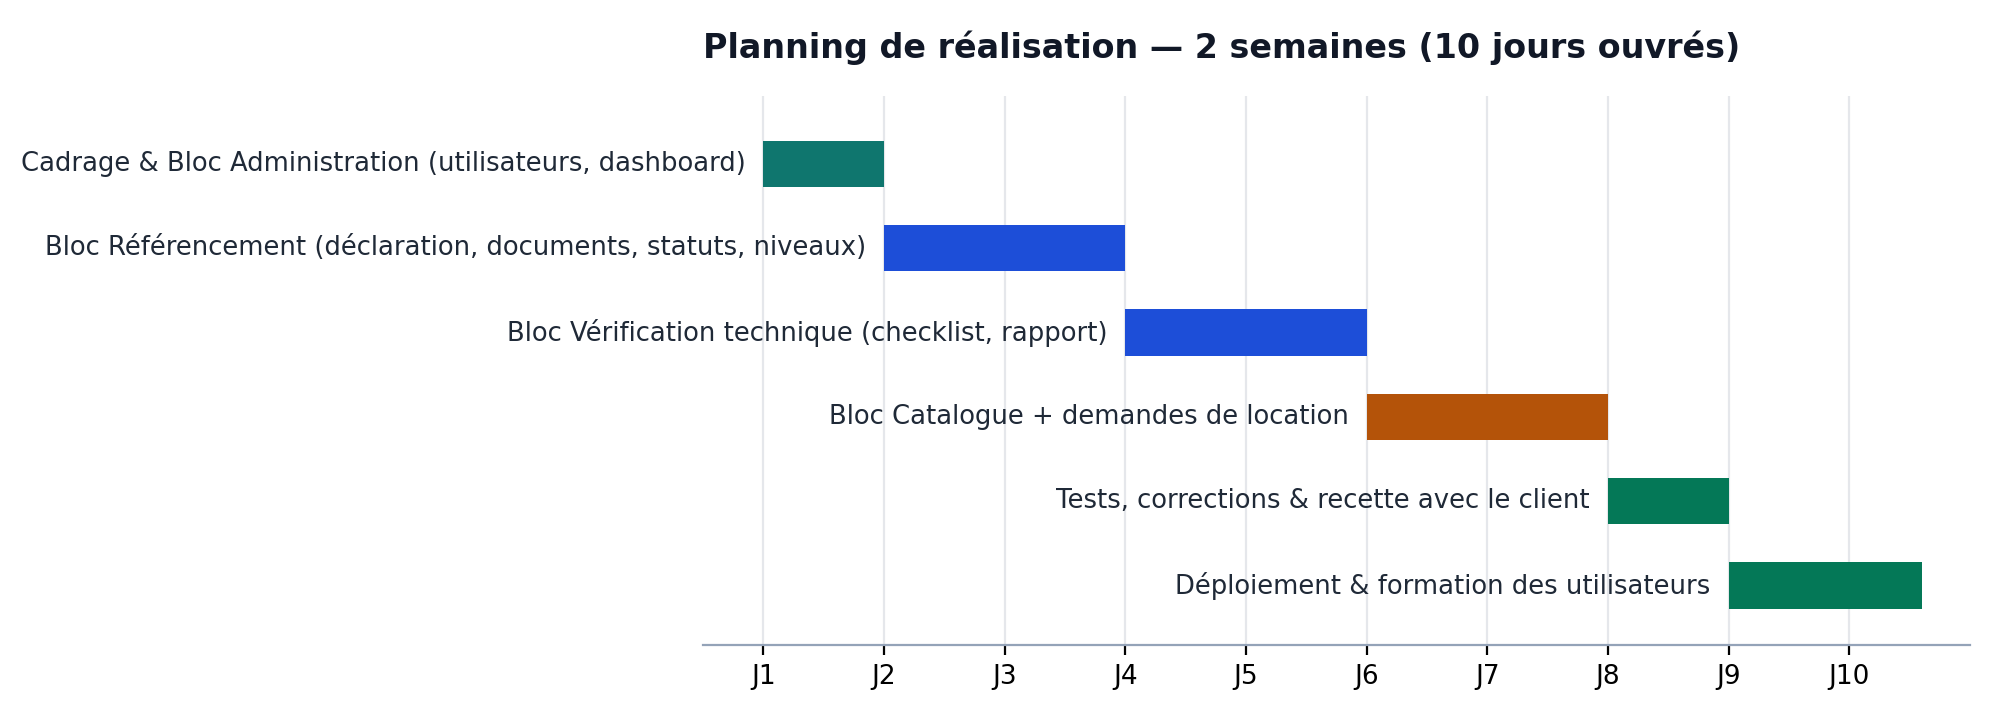 Planning de réalisation — 2 semaines (10 jours ouvrés)
Cadrage & Bloc Administration (utilisateurs, dashboard)
Bloc Référencement (déclaration, documents, statuts, niveaux)
Bloc Vérification technique (checklist, rapport)
Bloc Catalogue + demandes de location
Tests, corrections & recette avec le client
Déploiement & formation des utilisateurs
J1 J2 J3 J4 J5 J6 J7 J8 J9 J10